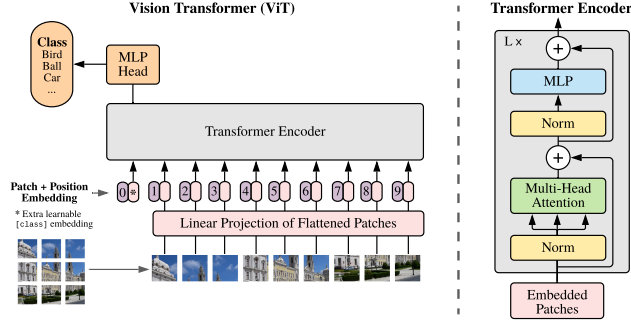 Vision Transformer (ViT)
Class
Bird
Ball
Car
...
MLP
Head
Transformer Encoder
Patch + Position
Embedding
* Extra learnable
[class] embedding
0 * 1 2 3 4 5 6 7 8 9
Linear Projection of Flattened Patches
Transformer Encoder
L x
+
MLP
Norm
+
Multi-Head
Attention
Norm
Embedded
Patches